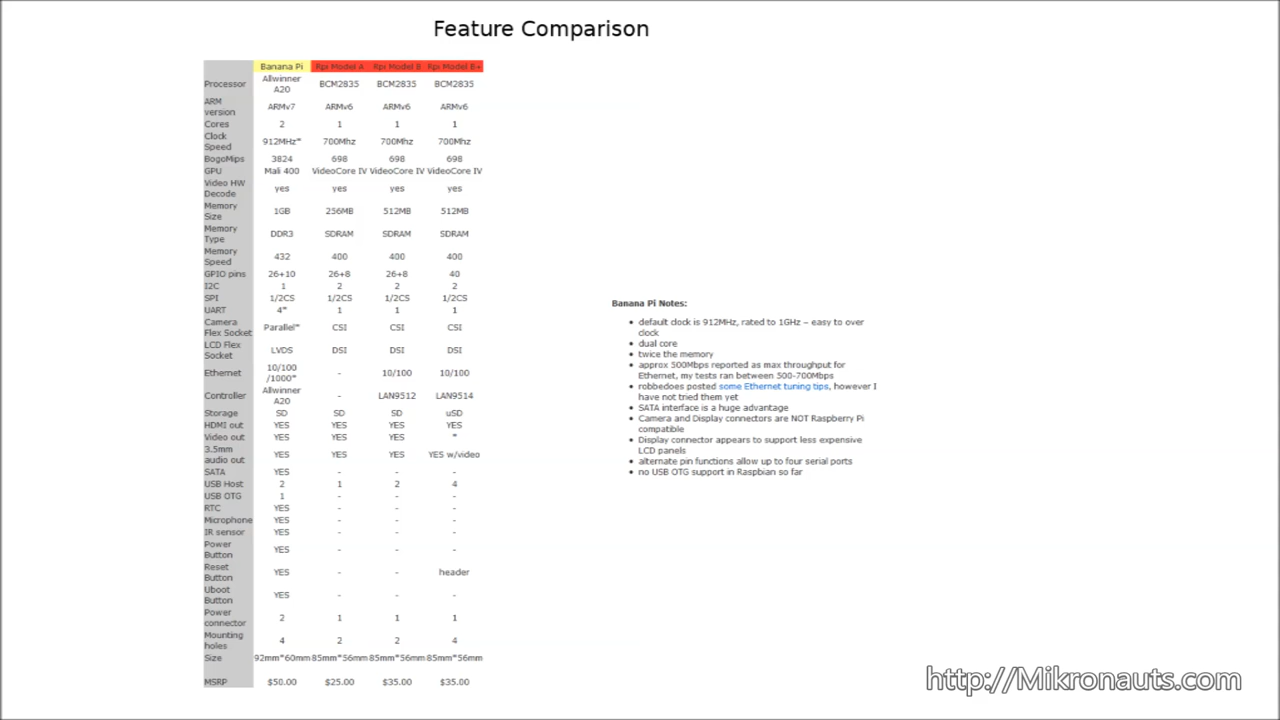 Feature Comparison
Banana Pi Rpi Model A Rpi Model B Rpi Model B+
Processor Allwinner A20 BCM2835 BCM2835 BCM2835
ARM version ARMv7 ARMv6 ARMv6 ARMv6
Cores 2 1 1 1
Clock Speed 912MHz* 700Mhz 700Mhz 700Mhz
BogoMips 3824 698 698 698
GPU Mali 400 VideoCore IV VideoCore IV VideoCore IV
Video HW Decode yes yes yes yes
Memory Size 1GB 256MB 512MB 512MB
Memory Type DDR3 SDRAM SDRAM SDRAM
Memory Speed 432 400 400 400
GPIO pins 26+10 26+8 26+8 40
I2C 1 2 2 2
SPI 1/2CS 1/2CS 1/2CS 1/2CS
UART 4* 1 1 1
Camera Flex Socket Parallel* CSI CSI CSI
LCD Flex Socket LVDS DSI DSI DSI
Ethernet 10/100 /1000* - 10/100 10/100
Controller Allwinner A20 - LAN9512 LAN9514
Storage SD SD SD uSD
HDMI out YES YES YES YES
Video out YES YES YES *
3.5mm audio out YES YES YES YES w/video
SATA YES - - -
USB Host 2 1 2 4
USB OTG 1 - - -
RTC YES - - -
Microphone YES - - -
IR sensor YES - - -
Power Button YES - - -
Reset Button YES - - header
Uboot Button YES - - -
Power connector 2 1 1 1
Mounting holes 4 2 2 4
Size 92mm*60mm 85mm*56mm 85mm*56mm 85mm*56mm
MSRP $50.00 $25.00 $35.00 $35.00
Banana Pi Notes:
• default clock is 912MHz, rated to 1GHz – easy to over
clock
• dual core
• twice the memory
• approx 500Mbps reported as max throughput for
Ethernet, my tests ran between 500-700Mbps
• robbedoes posted some Ethernet tuning tips, however I
have not tried them yet
• SATA interface is a huge advantage
• Camera and Display connectors are NOT Raspberry Pi
compatible
• Display connector appears to support less expensive
LCD panels
• alternate pin functions allow up to four serial ports
• no USB OTG support in Raspbian so far
http://Mikronauts.com